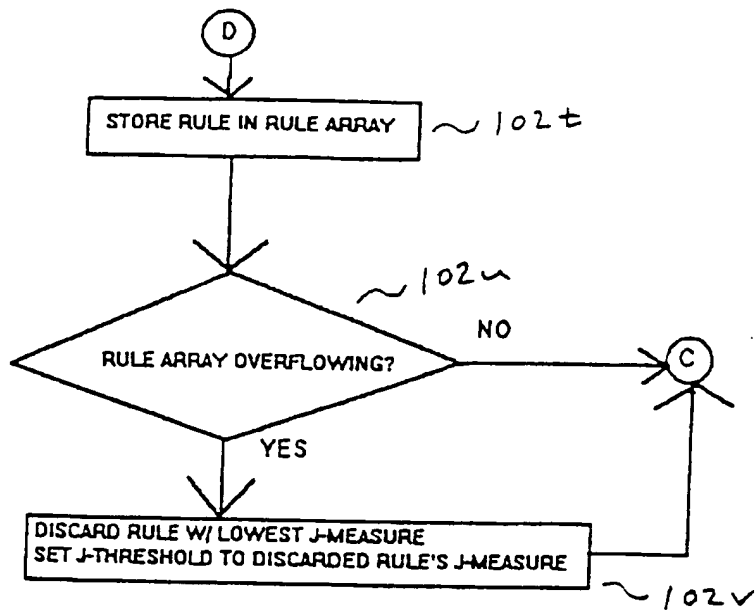 D
STORE RULE IN RULE ARRAY
102t
102u
NO
RULE ARRAY OVERFLOWING?
C
YES
DISCARD RULE W/ LOWEST J-MEASURE
SET J-THRESHOLD TO DISCARDED RULE'S J-MEASURE
102v